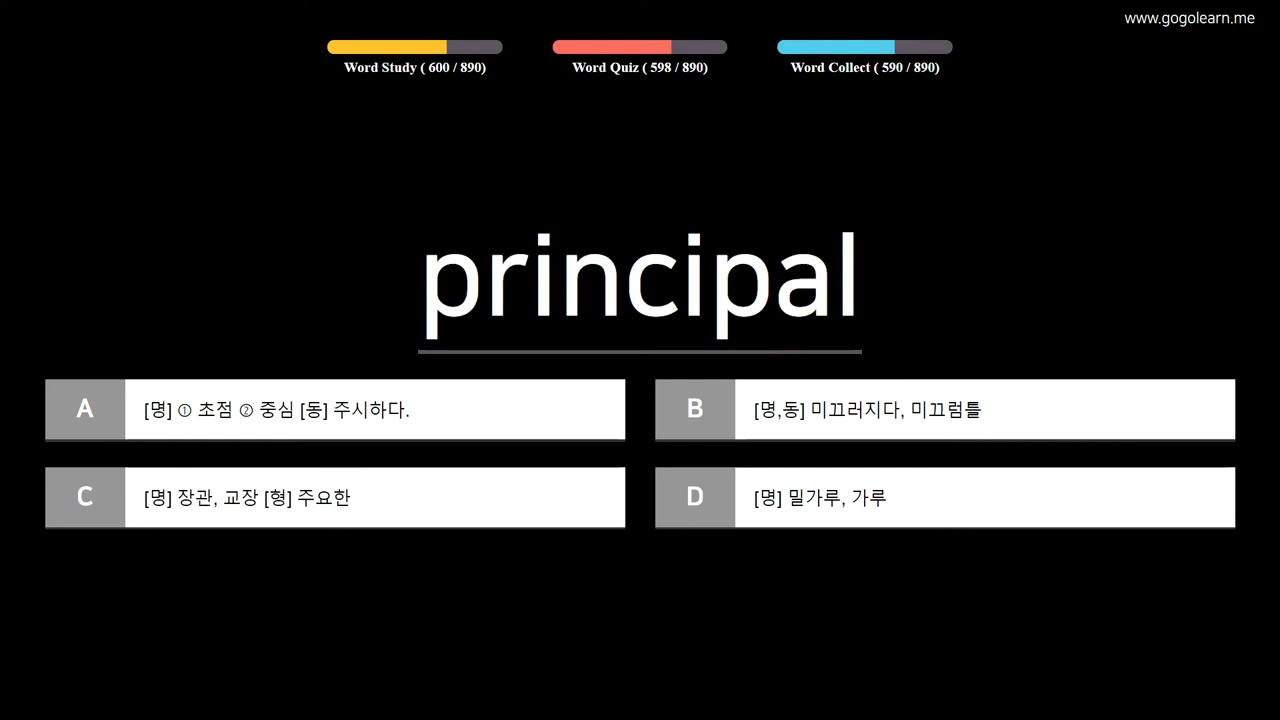 www.gogolearn.me
Word Study ( 600 / 890)
Word Quiz ( 598 / 890)
Word Collect ( 590 / 890)
principal
A [명] ① 초점 ② 중심 [동] 주시하다.
B [명,동] 미끄러지다, 미끄럼틀
C [명] 장관, 교장 [형] 주요한
D [명] 밀가루, 가루